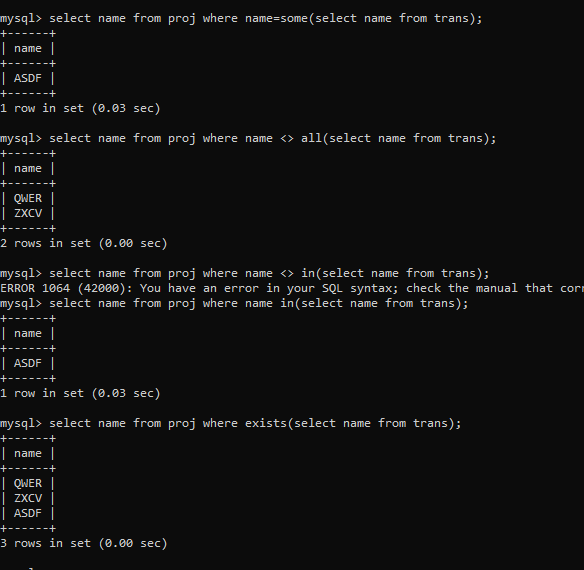 mysql> select name from proj where name=some(select name from trans);
+------+
| name |
+------+
| ASDF |
+------+
1 row in set (0.03 sec)
mysql> select name from proj where name <> all(select name from trans);
+------+
| name |
+------+
| QWER |
| ZXCV |
+------+
2 rows in set (0.00 sec)
mysql> select name from proj where name <> in(select name from trans);
ERROR 1064 (42000): You have an error in your SQL syntax; check the manual that corr
mysql> select name from proj where name in(select name from trans);
+------+
| name |
+------+
| ASDF |
+------+
1 row in set (0.03 sec)
mysql> select name from proj where exists(select name from trans);
+------+
| name |
+------+
| QWER |
| ZXCV |
| ASDF |
+------+
3 rows in set (0.00 sec)